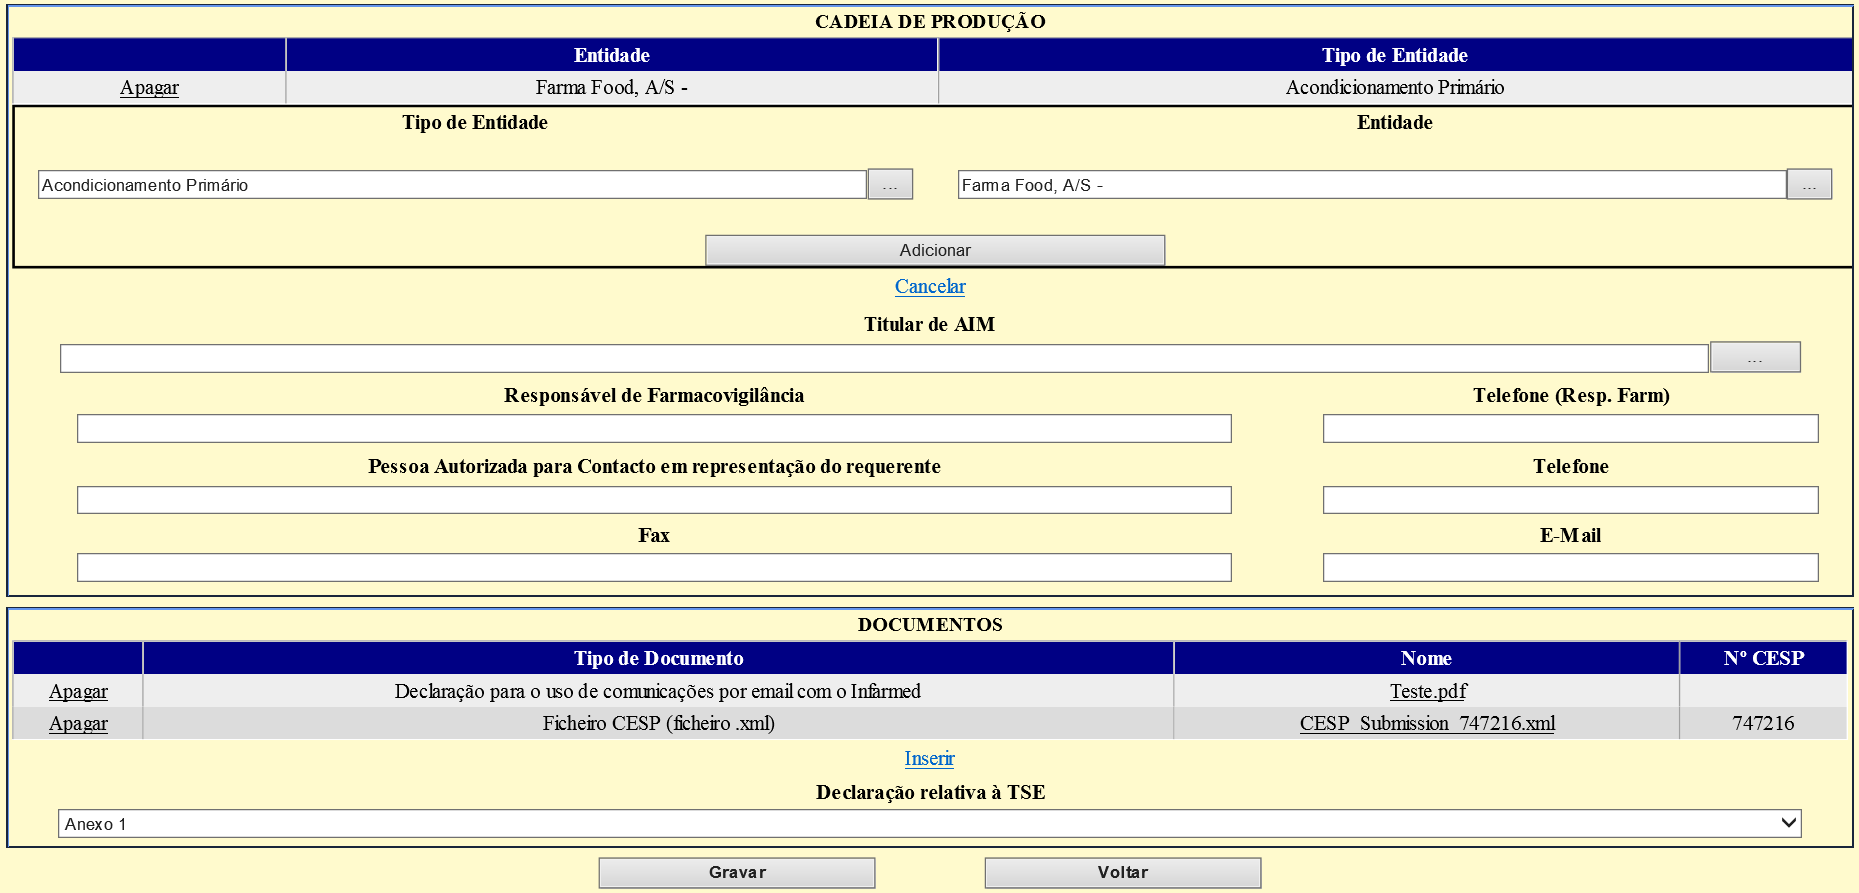 CADEIA DE PRODUÇÃO
Entidade Tipo de Entidade
Apagar Farma Food, A/S - Acondicionamento Primário
Tipo de Entidade Entidade
Acondicionamento Primário ... Farma Food, A/S - ...
Adicionar
Cancelar
Titular de AIM
...
Responsável de Farmacovigilância Telefone (Resp. Farm)
Pessoa Autorizada para Contacto em representação do requerente Telefone
Fax E-Mail
DOCUMENTOS
Tipo de Documento Nome Nº CESP
Apagar Declaração para o uso de comunicações por email com o Infarmed Teste.pdf
Apagar Ficheiro CESP (ficheiro .xml) CESP_Submission_747216.xml 747216
Inserir
Declaração relativa à TSE
Anexo 1
Gravar Voltar